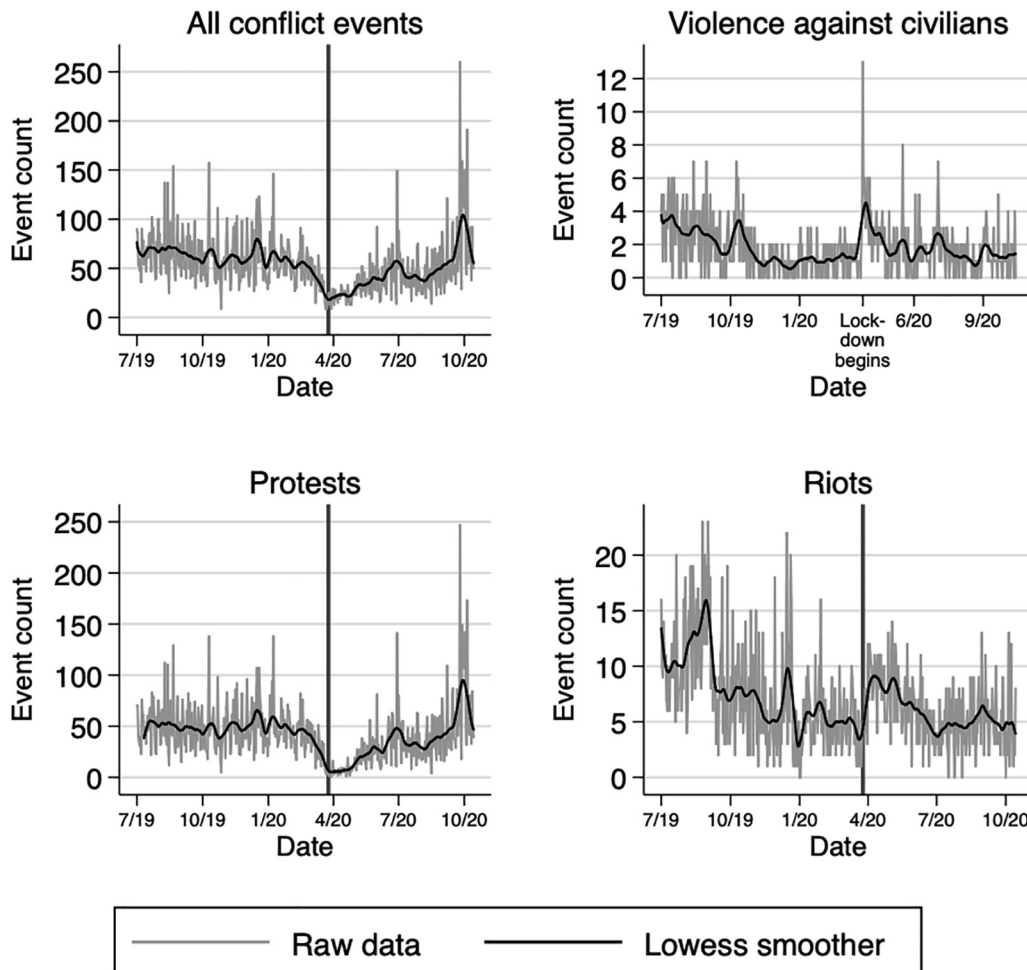 All conflict events
Event count
250
200
150
100
50
0
7/19 10/19 1/20 4/20 7/20 10/20
Date
Violence against civilians
Event count
12
10
8
6
4
2
0
7/19 10/19 1/20 Lock- 6/20 9/20
down
begins
Date
Protests
Event count
250
200
150
100
50
0
7/19 10/19 1/20 4/20 7/20 10/20
Date
Riots
Event count
20
15
10
5
0
7/19 10/19 1/20 4/20 7/20 10/20
Date
Raw data Lowess smoother